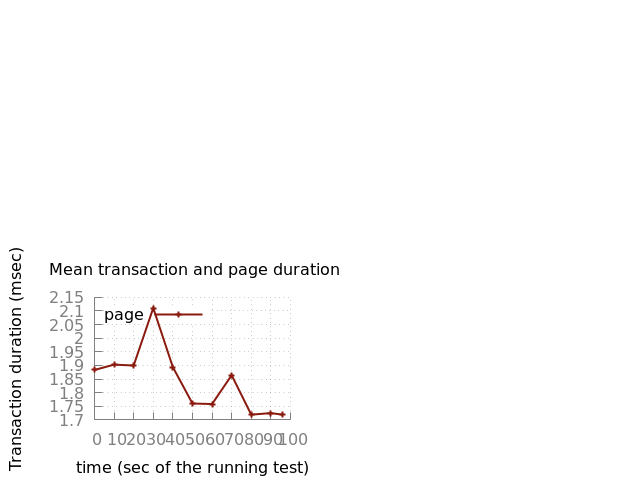 Mean transaction and page duration
Transaction duration (msec)
2.15
2.1
2.05
2
1.95
1.9
1.85
1.8
1.75
1.7
page
0 10 20 30 40 50 60 70 80 90 100
time (sec of the running test)